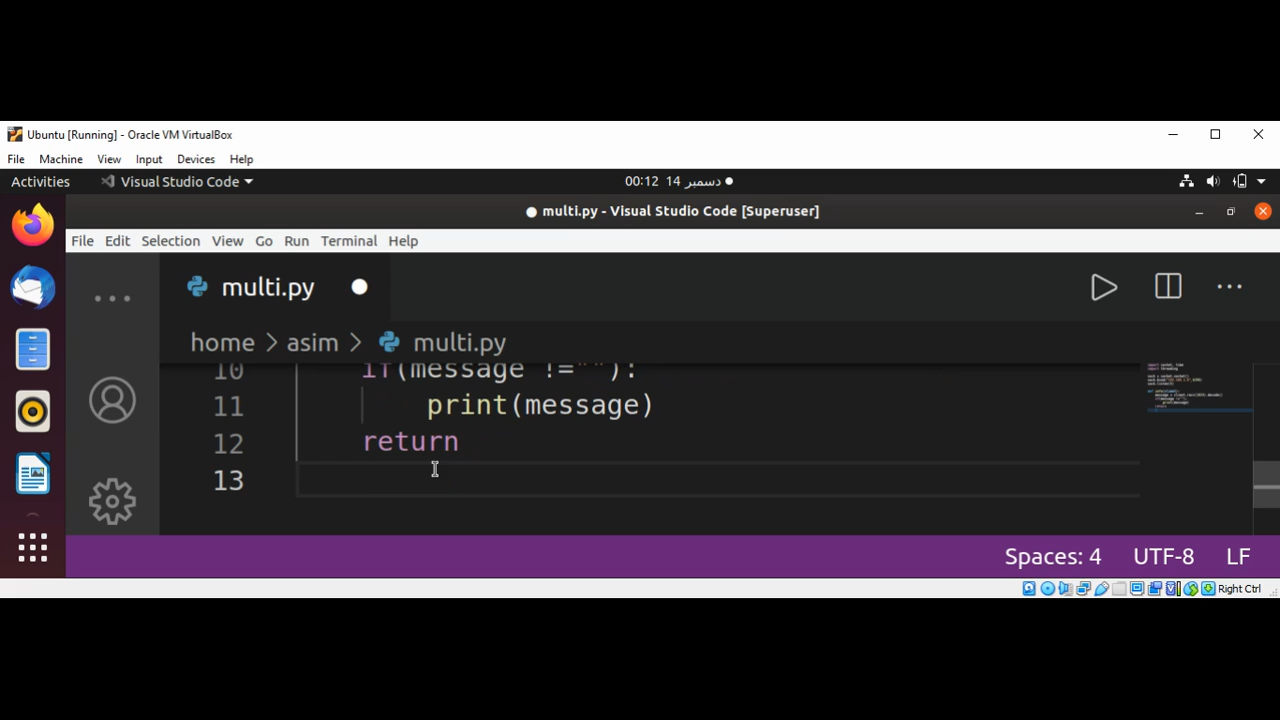 Ubuntu [Running] - Oracle VM VirtualBox
File Machine View Input Devices Help
Activities Visual Studio Code 00:12 14 دسمبر
multi.py - Visual Studio Code [Superuser]
File Edit Selection View Go Run Terminal Help
multi.py
home > asim > multi.py
10 if(message !=""):
11 print(message)
12 return
13
Spaces: 4 UTF-8 LF
Right Ctrl